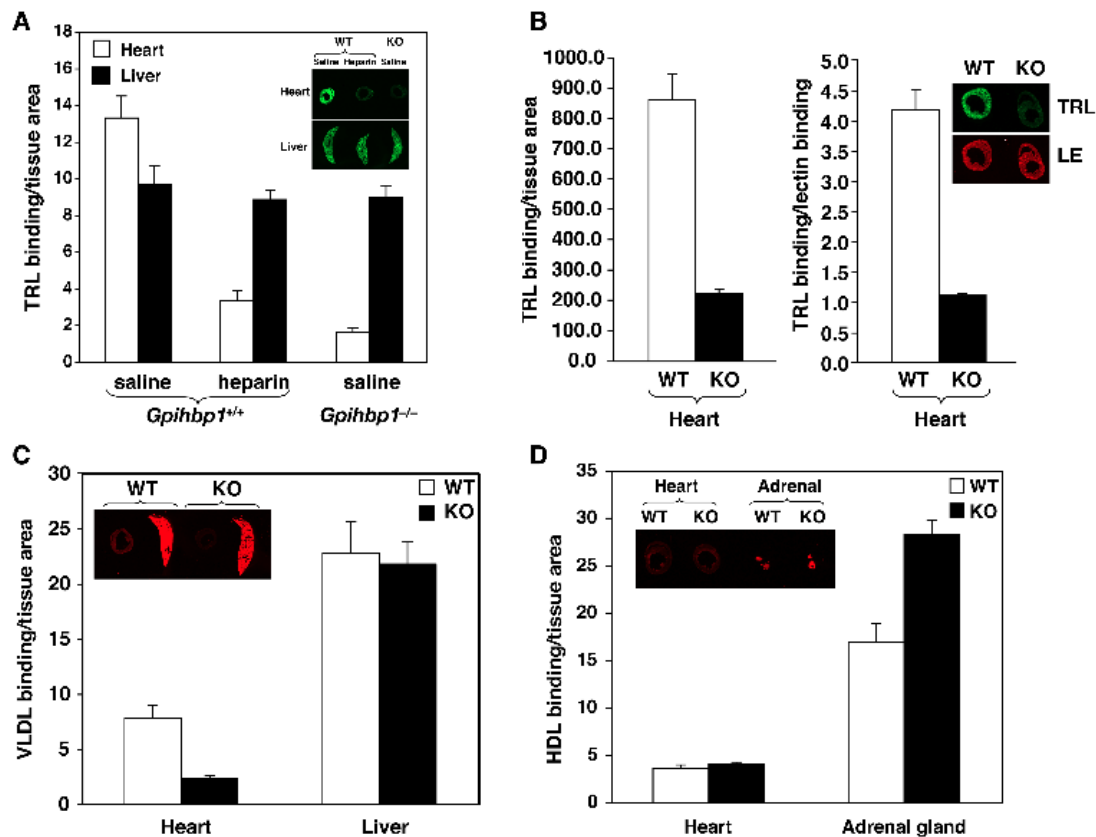 A
18
16
14
12
10
8
6
4
2
0
TRL binding/tissue area
Heart
Liver
WT KO
Saline Heparin Saline
Heart
Liver
saline heparin saline
Gpihbp1+/+ Gpihbp1–/–
B
1000.0
900.0
800.0
700.0
600.0
500.0
400.0
300.0
200.0
100.0
0.0
TRL binding/tissue area
WT KO
Heart
5.0
4.5
4.0
3.5
3.0
2.5
2.0
1.5
1.0
0.5
0.0
TRL binding/lectin binding
WT KO
TRL
LE
WT KO
Heart
C
30
25
20
15
10
5
0
VLDL binding/tissue area
WT KO
WT
KO
Heart Liver
D
35
30
25
20
15
10
5
0
HDL binding/tissue area
Heart Adrenal
WT KO WT KO
WT
KO
Heart Adrenal gland